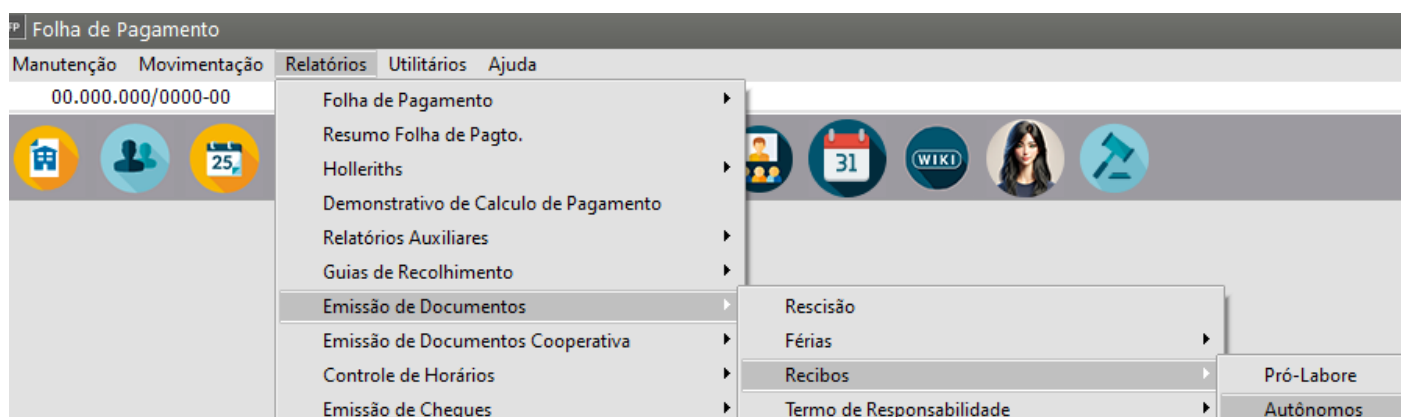 FP Folha de Pagamento
Manutenção Movimentação Relatórios Utilitários Ajuda
00.000.000/0000-00
Folha de Pagamento
Resumo Folha de Pagto.
25
31
WIKI
Holleriths
Demonstrativo de Calculo de Pagamento
Relatórios Auxiliares
Guias de Recolhimento
Emissão de Documentos
Rescisão
Emissão de Documentos Cooperativa
Férias
Controle de Horários
Recibos
Pró-Labore
Emissão de Cheques
Termo de Responsabilidade
Autônomos